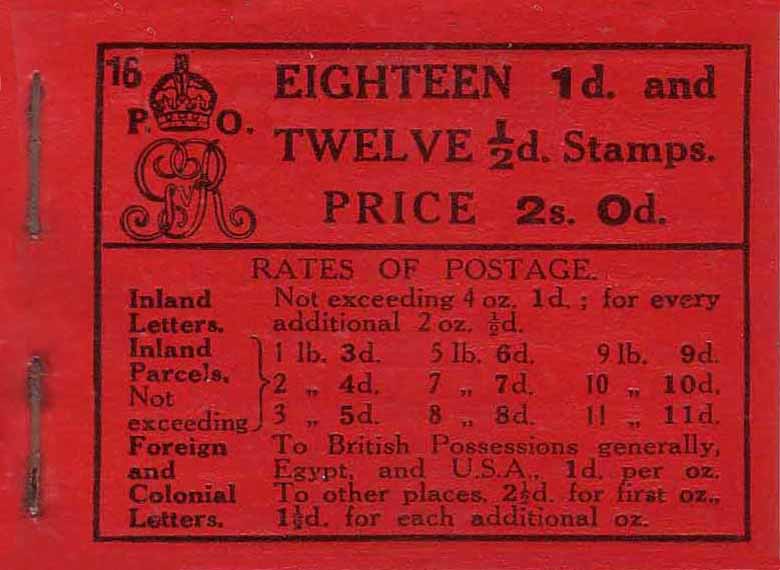 16
P. O.
GvR
EIGHTEEN 1d. and
TWELVE ½d. Stamps.
PRICE 2s. 0d.
RATES OF POSTAGE.
Inland Letters. Not exceeding 4 oz. 1d. ; for every
additional 2 oz. ½d.
Inland Parcels. Not exceeding
1 lb. 3d. 5 lb. 6d. 9 lb. 9d.
2 „ 4d. 7 „ 7d. 10 „ 10d.
3 „ 5d. 8 „ 8d. 11 „ 11d.
Foreign and Colonial Letters.
To British Possessions generally,
Egypt, and U.S.A., 1d. per oz.
To other places. 2½d. for first oz.,
1½d. for each additional oz.